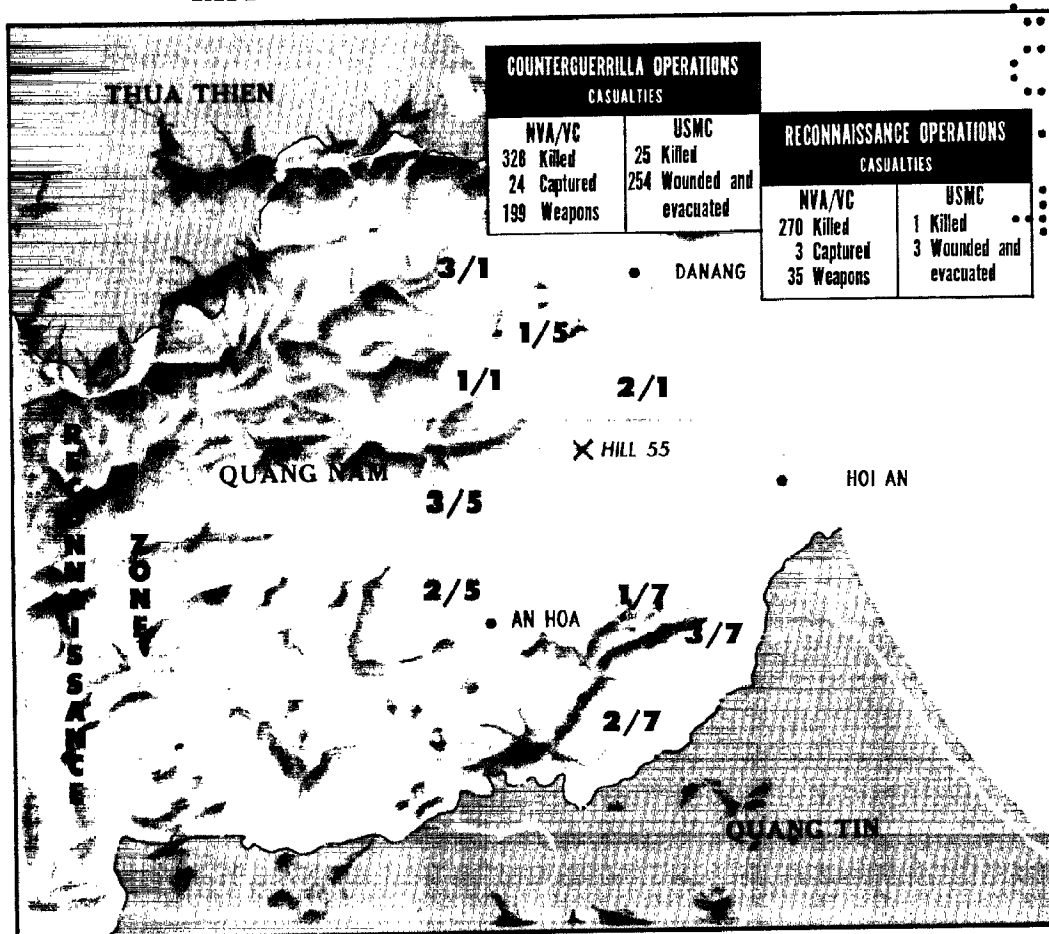 COUNTERGUERRILLA OPERATIONS
CASUALTIES
NVA/VC
328 Killed
24 Captured
199 Weapons
USMC
25 Killed
254 Wounded and
evacuated
RECONNAISSANCE OPERATIONS
CASUALTIES
NVA/VC
270 Killed
3 Captured
35 Weapons
USMC
1 Killed
3 Wounded and
evacuated
THUA THIEN
3/1
DANANG
1/5
1/1
2/1
HILL 55
QUANG NAM
HOI AN
3/5
RECONNAISSANCE
ZONE
2/5
1/7
AN HOA
3/7
2/7
QUANG TIN